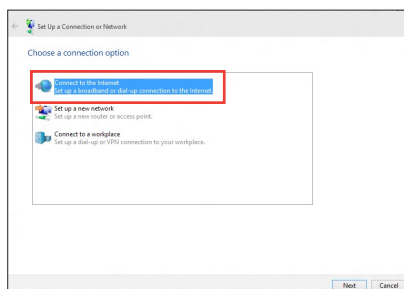 Set Up a Connection or Network
Choose a connection option
Connect to the Internet
Set up a broadband or dial-up connection to the Internet
Set up a new network
Set up a new router or access point.
Connect to a workplace
Set up a dial-up or VPN connection to your workplace.
Next Cancel